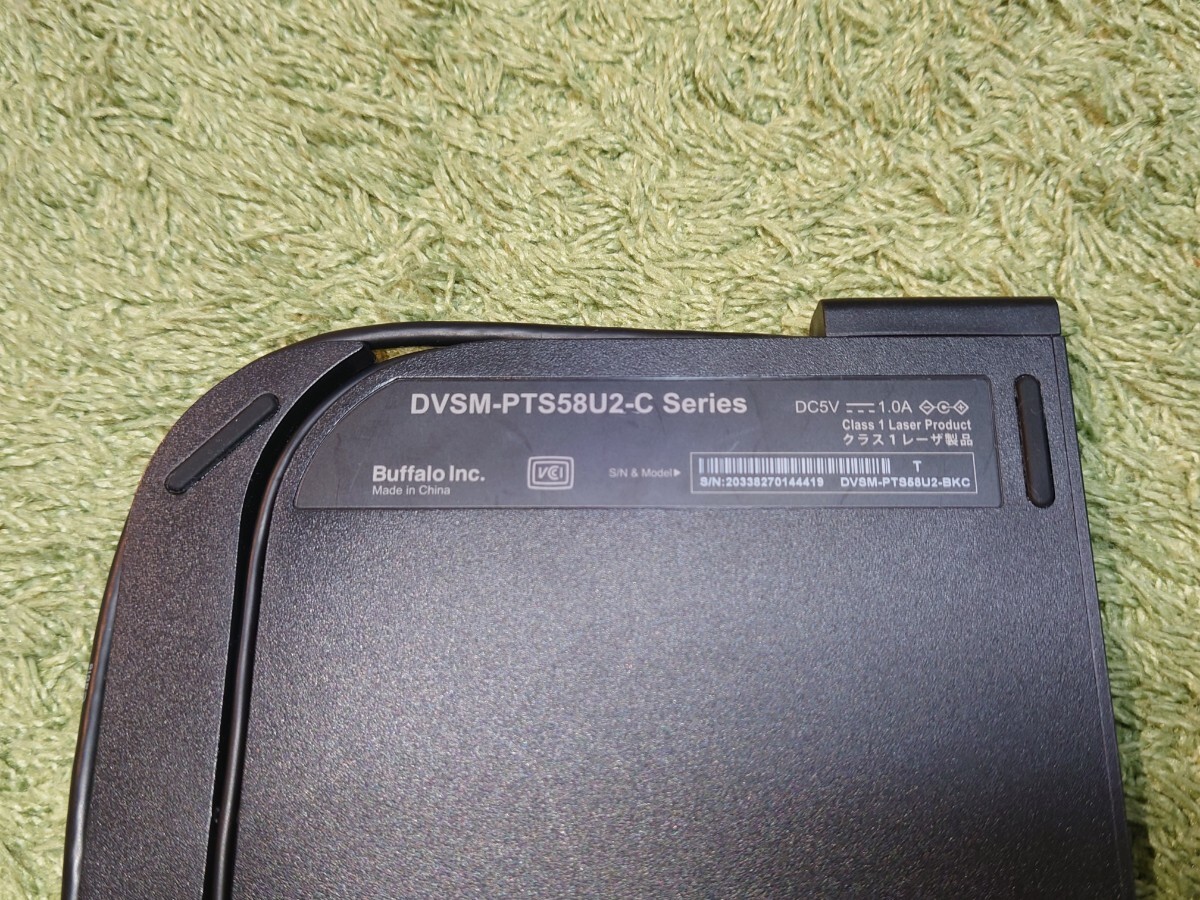 DVSM-PTS58U2-C Series
DC5V 1.0A
Class 1 Laser Product
クラス1レーザ製品
Buffalo Inc.
Made in China
VCCI
S/N & Model▶
T
S/N:20338270144419 DVSM-PTS58U2-BKC